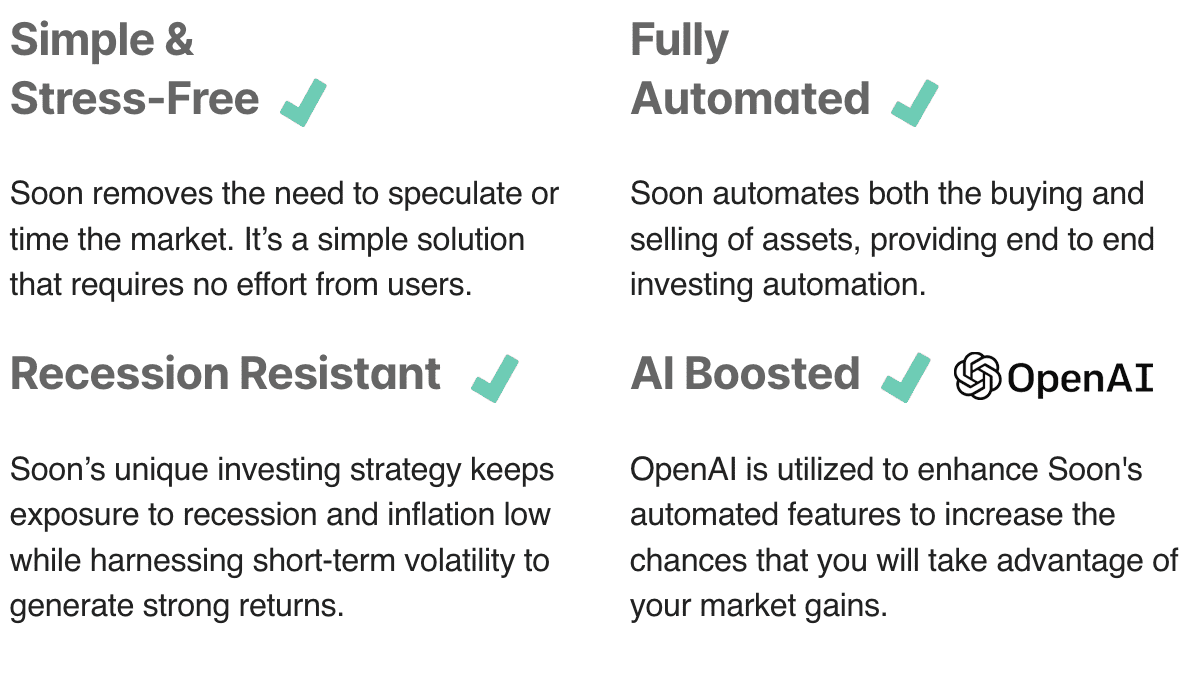 Simple &
Stress-Free
Soon removes the need to speculate or
time the market. It’s a simple solution
that requires no effort from users.
Fully
Automated
Soon automates both the buying and
selling of assets, providing end to end
investing automation.
Recession Resistant
Soon’s unique investing strategy keeps
exposure to recession and inflation low
while harnessing short-term volatility to
generate strong returns.
AI Boosted
OpenAI
OpenAI is utilized to enhance Soon's
automated features to increase the
chances that you will take advantage of
your market gains.